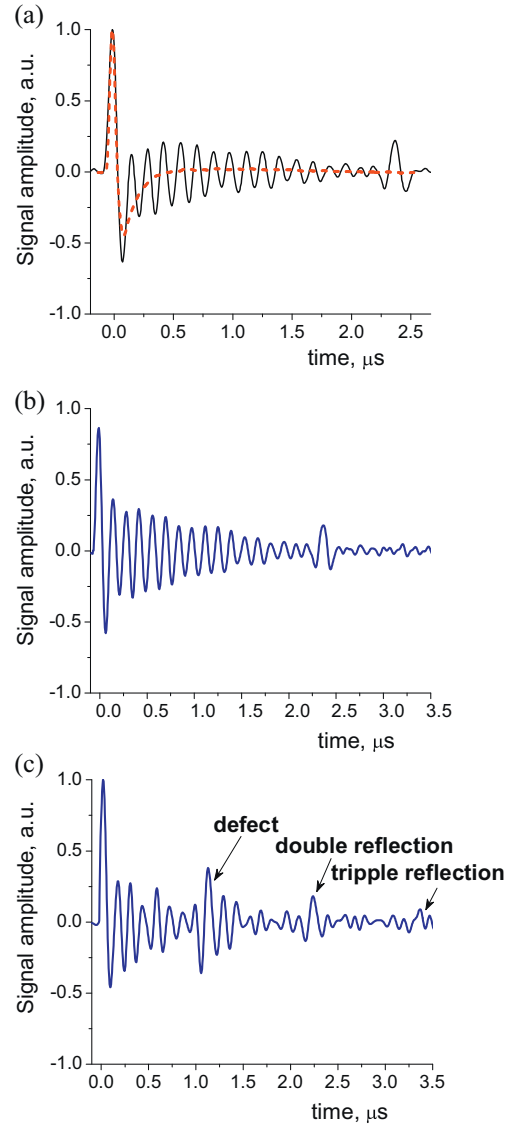 (a)
Signal amplitude, a.u.
1.0
0.5
0.0
-0.5
-1.0
0.0 0.5 1.0 1.5 2.0 2.5
time, μs
(b)
Signal amplitude, a.u.
1.0
0.5
0.0
-0.5
-1.0
0.0 0.5 1.0 1.5 2.0 2.5 3.0 3.5
time, μs
(c)
Signal amplitude, a.u.
1.0
0.5
0.0
-0.5
-1.0
defect
double reflection
tripple reflection
0.0 0.5 1.0 1.5 2.0 2.5 3.0 3.5
time, μs